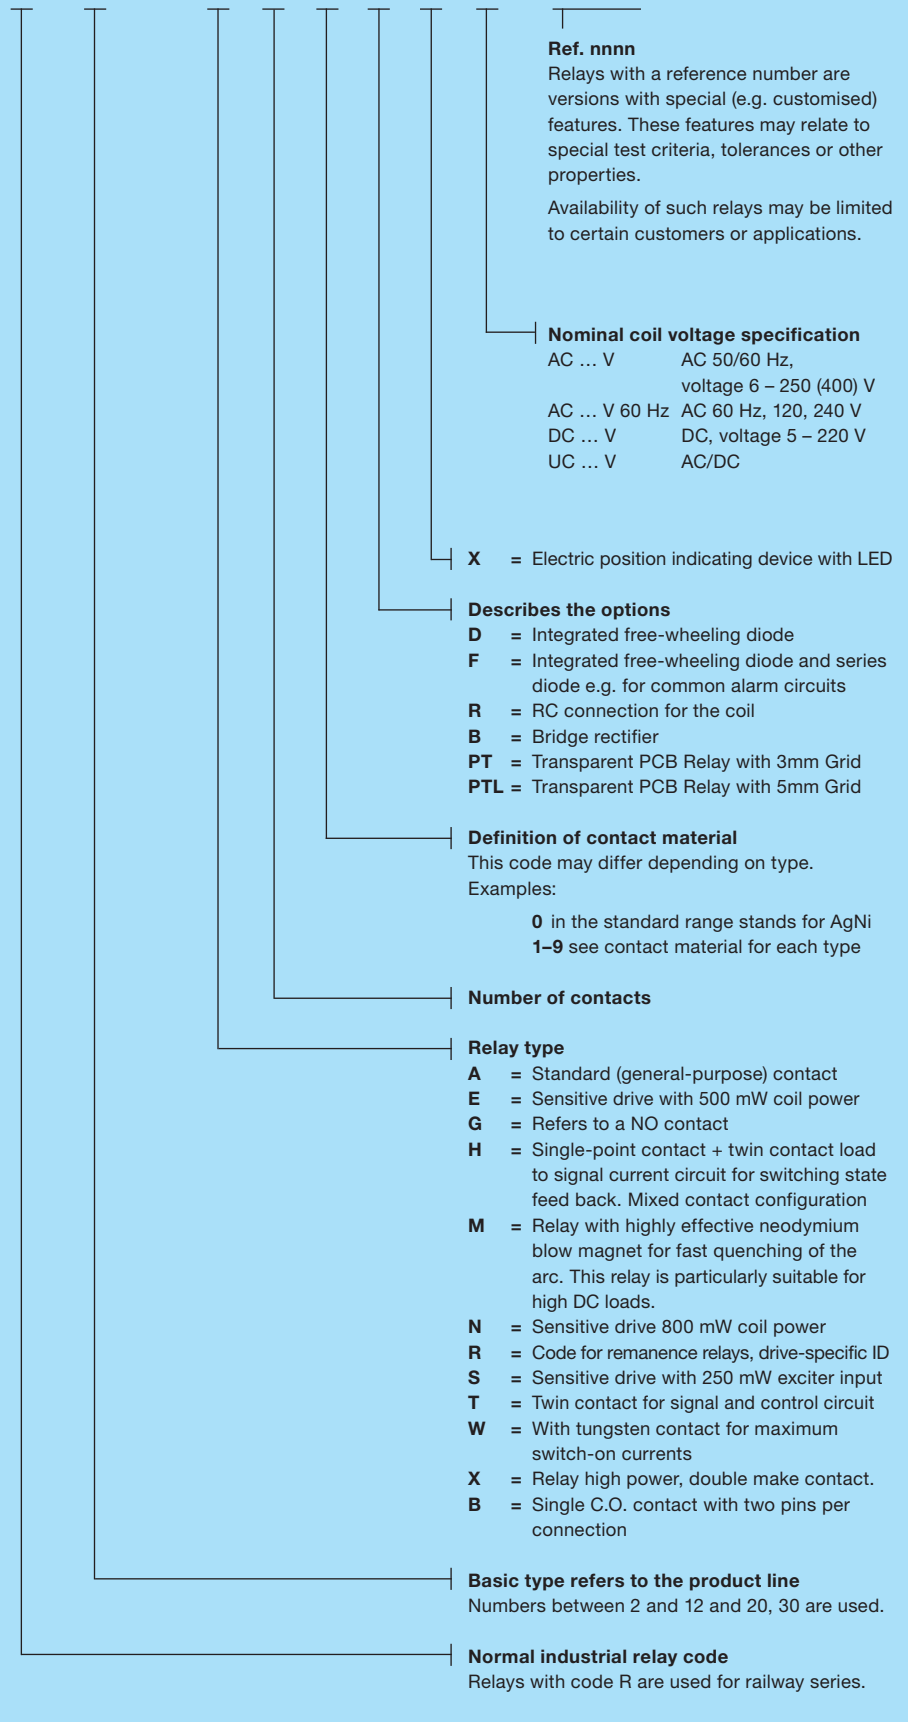 Ref. nnnn
Relays with a reference number are
versions with special (e.g. customised)
features. These features may relate to
special test criteria, tolerances or other
properties.
Availability of such relays may be limited
to certain customers or applications.
Nominal coil voltage specification
AC … V AC 50/60 Hz,
voltage 6 – 250 (400) V
AC … V 60 Hz AC 60 Hz, 120, 240 V
DC … V DC, voltage 5 – 220 V
UC … V AC/DC
X = Electric position indicating device with LED
Describes the options
D = Integrated free-wheeling diode
F = Integrated free-wheeling diode and series
diode e.g. for common alarm circuits
R = RC connection for the coil
B = Bridge rectifier
PT = Transparent PCB Relay with 3mm Grid
PTL = Transparent PCB Relay with 5mm Grid
Definition of contact material
This code may differ depending on type.
Examples:
0 in the standard range stands for AgNi
1–9 see contact material for each type
Number of contacts
Relay type
A = Standard (general-purpose) contact
E = Sensitive drive with 500 mW coil power
G = Refers to a NO contact
H = Single-point contact + twin contact load
to signal current circuit for switching state
feed back. Mixed contact configuration
M = Relay with highly effective neodymium
blow magnet for fast quenching of the
arc. This relay is particularly suitable for
high DC loads.
N = Sensitive drive 800 mW coil power
R = Code for remanence relays, drive-specific ID
S = Sensitive drive with 250 mW exciter input
T = Twin contact for signal and control circuit
W = With tungsten contact for maximum
switch-on currents
X = Relay high power, double make contact.
B = Single C.O. contact with two pins per
connection
Basic type refers to the product line
Numbers between 2 and 12 and 20, 30 are used.
Normal industrial relay code
Relays with code R are used for railway series.